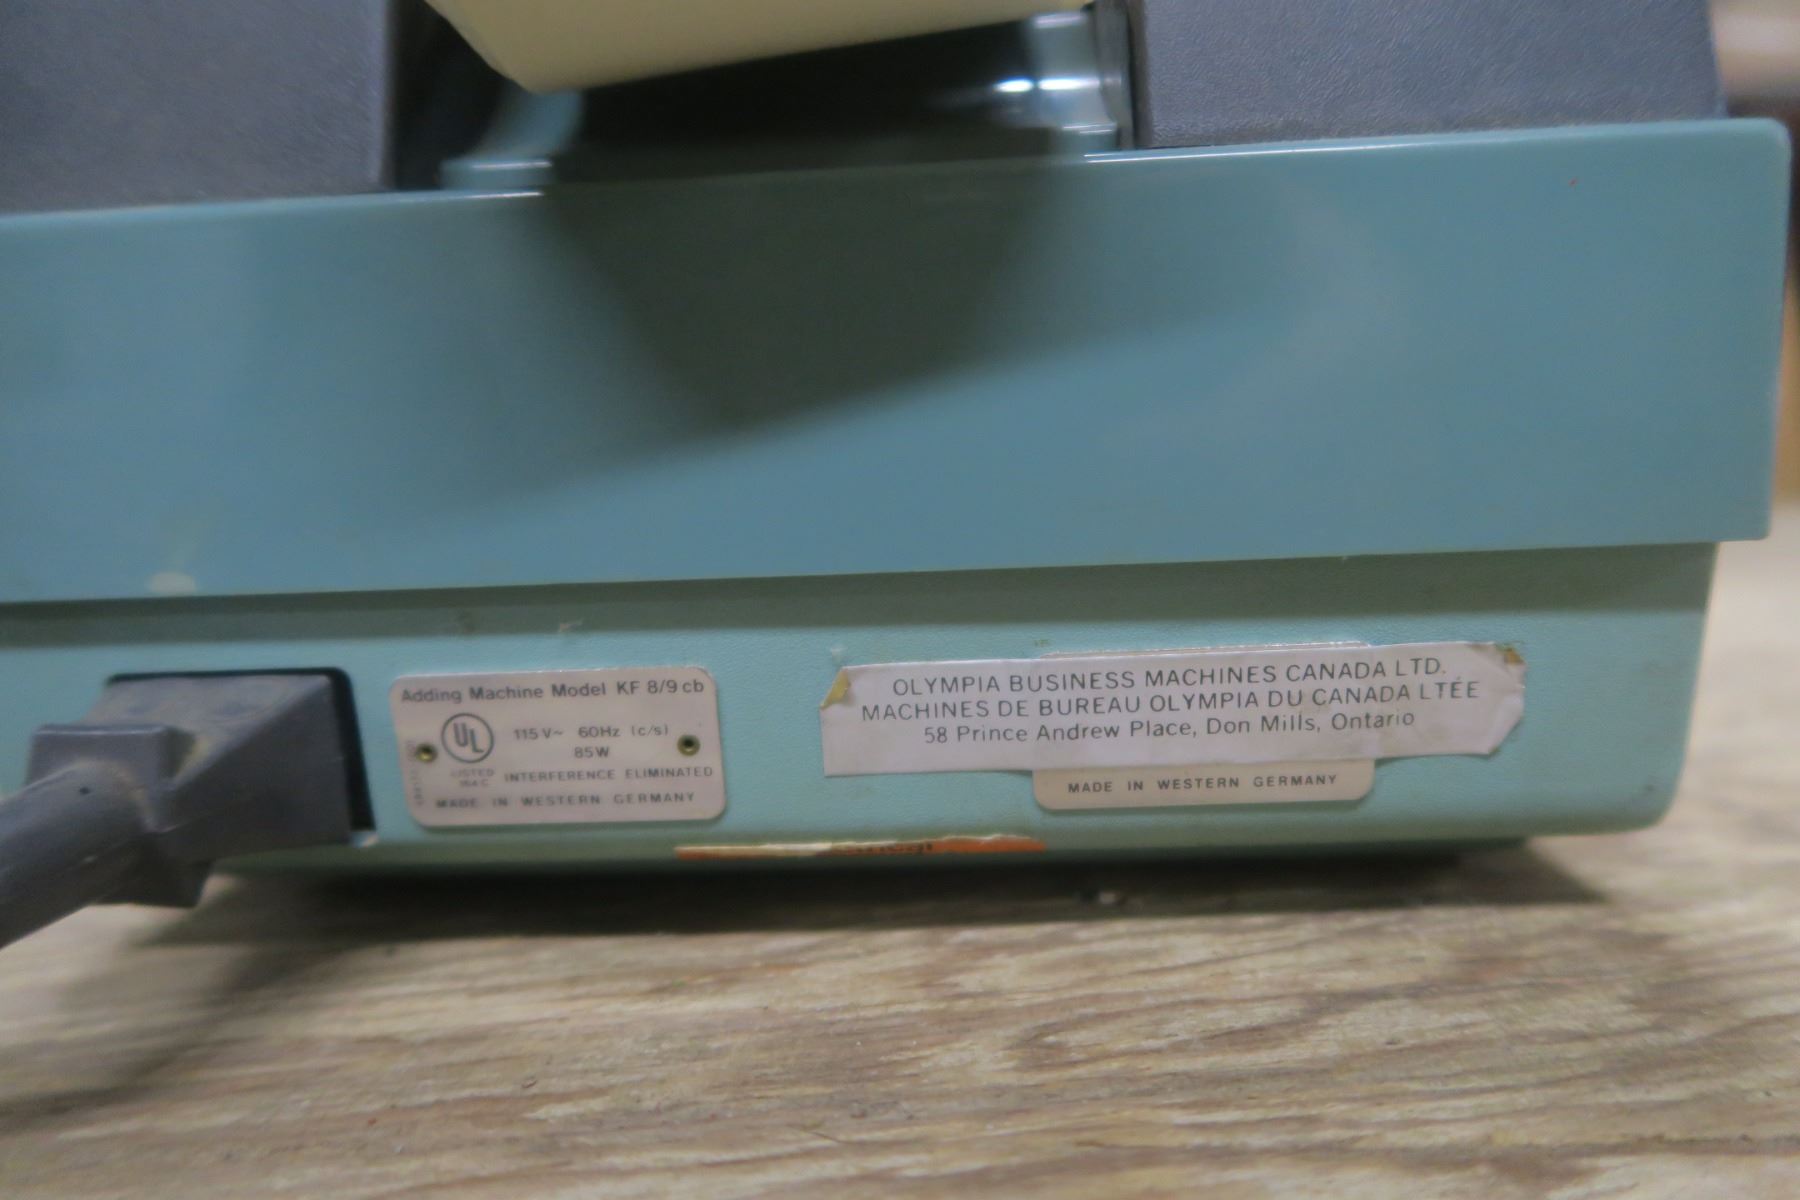 Adding Machine Model KF 8/9 cb
UL
115 V~ 60Hz (c/s)
85W
LISTED
INTERFERENCE ELIMINATED
MADE IN WESTERN GERMANY
OLYMPIA BUSINESS MACHINES CANADA LTD.
MACHINES DE BUREAU OLYMPIA DU CANADA LTÉE
58 Prince Andrew Place, Don Mills, Ontario
MADE IN WESTERN GERMANY